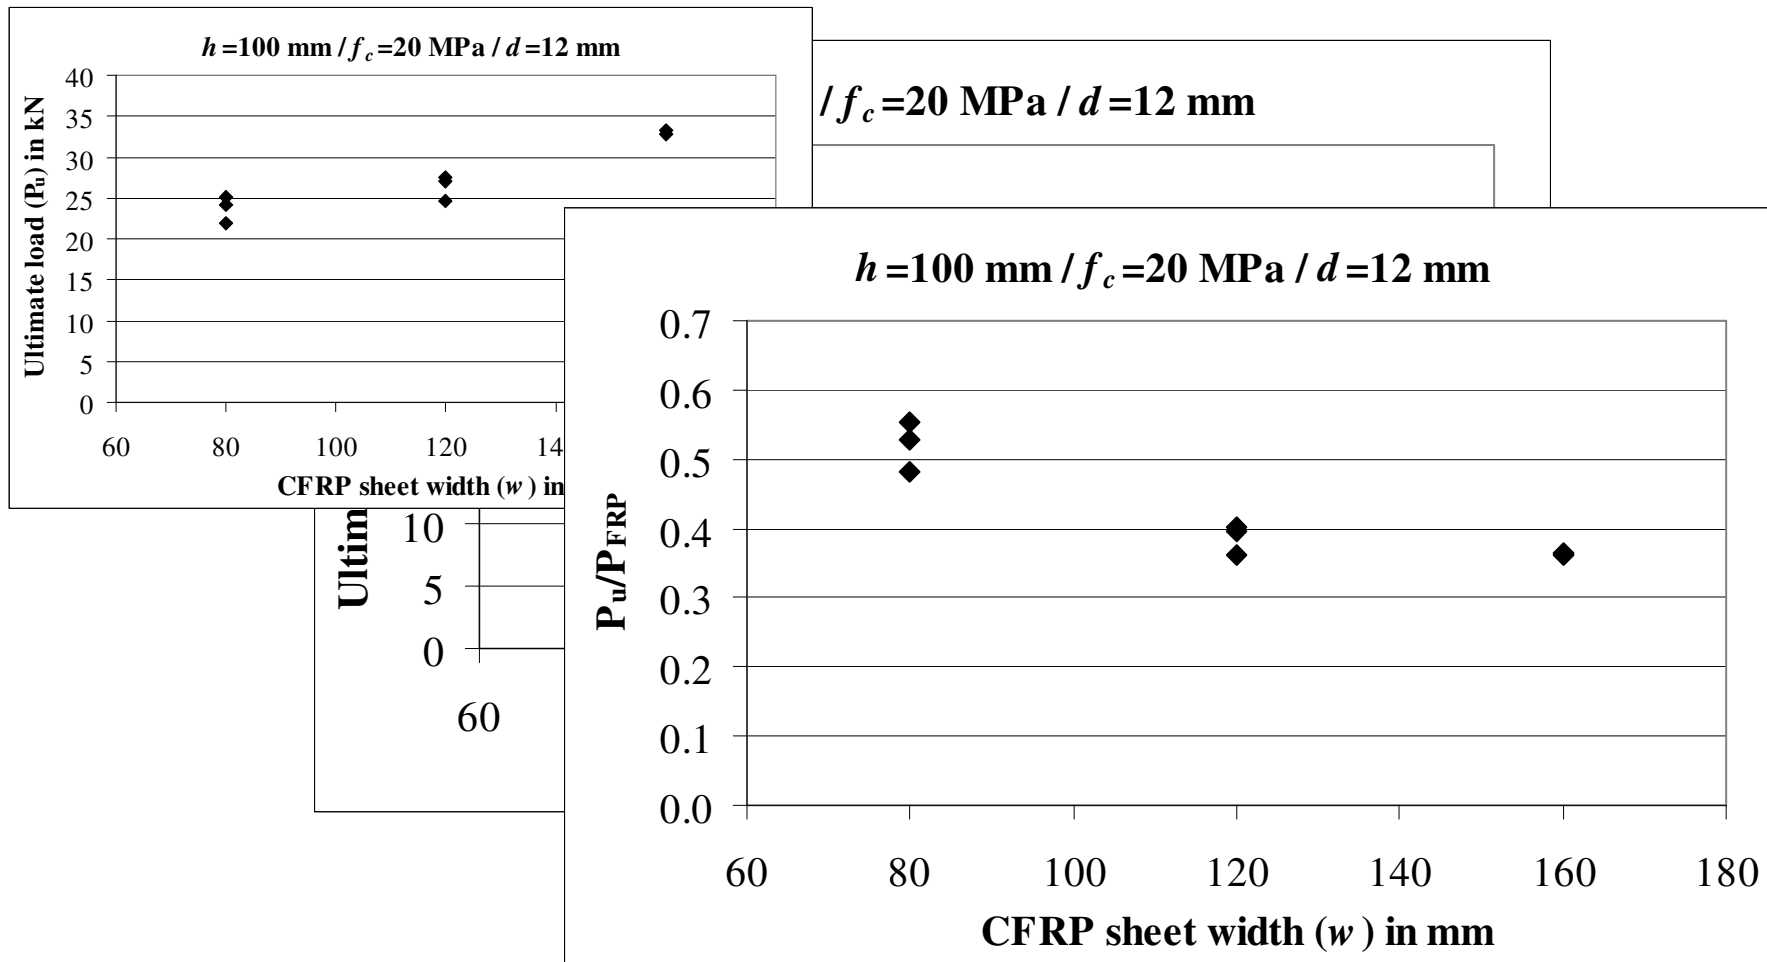 h =100 mm / fc =20 MPa / d =12 mm
40
35
30
25
20
15
10
5
0
60 80 100 120 14
Ultimate load (Pu) in kN
CFRP sheet width (w ) in
/ fc =20 MPa / d =12 mm
10
5
0
60
Ultim
h =100 mm / fc =20 MPa / d =12 mm
0.7
0.6
0.5
0.4
0.3
0.2
0.1
0.0
60 80 100 120 140 160 180
Pu/PFRP
CFRP sheet width (w ) in mm